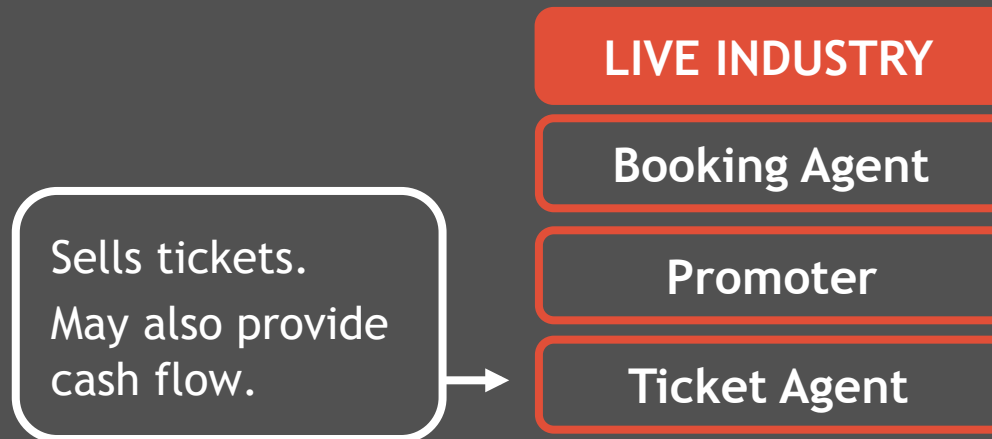 LIVE INDUSTRY
Booking Agent
Promoter
Ticket Agent
Sells tickets.
May also provide
cash flow.